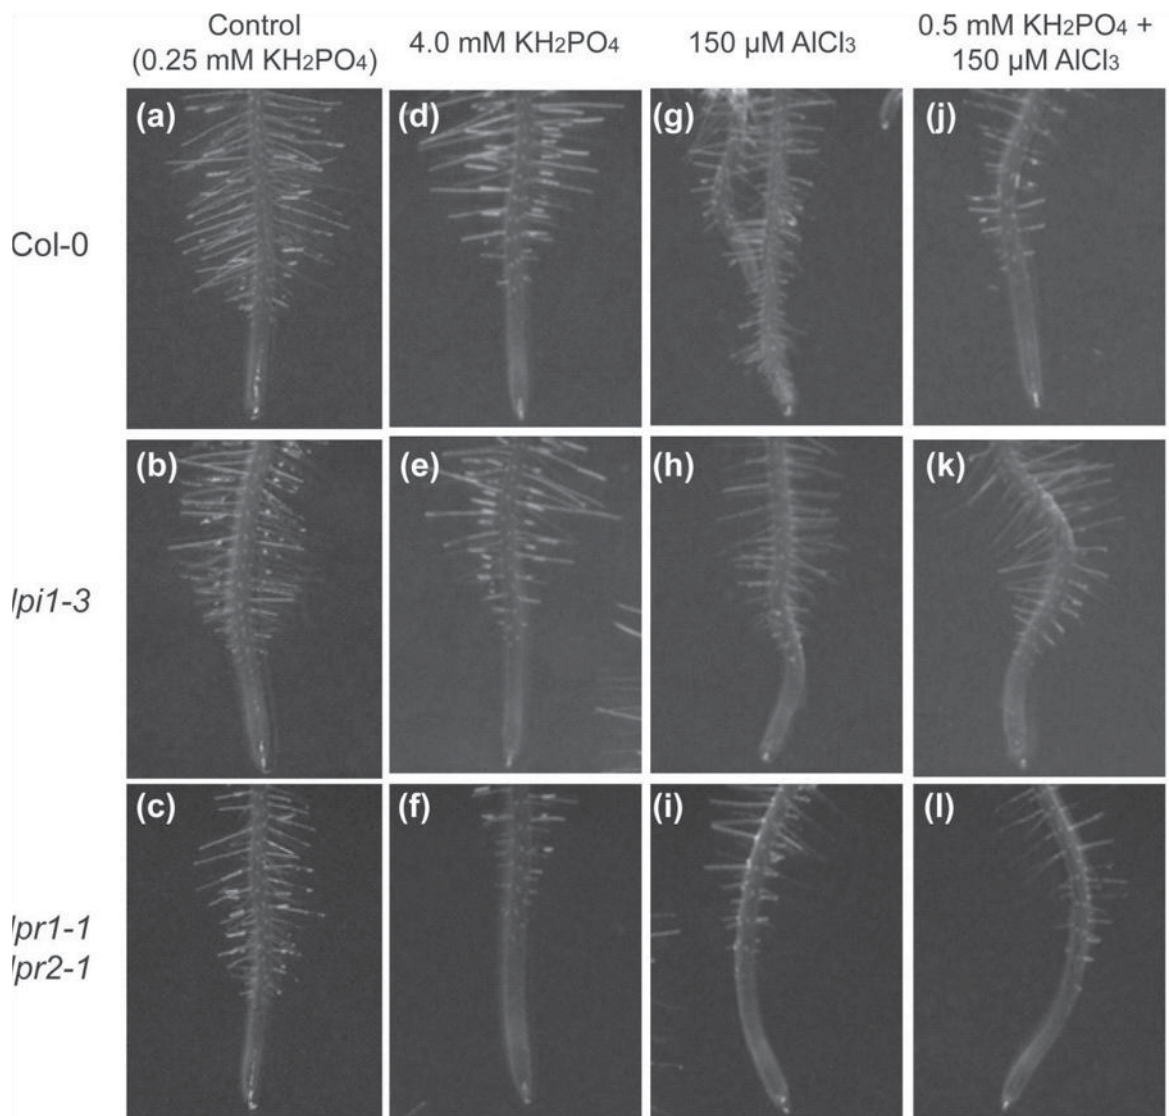 Control
(0.25 mM KH₂PO₄)
4.0 mM KH₂PO₄
150 µM AlCl₃
0.5 mM KH₂PO₄ +
150 µM AlCl₃
(a)
(d)
(g)
(j)
Col-0
(b)
(e)
(h)
(k)
lpi1-3
(c)
(f)
(i)
(l)
lpr1-1
lpr2-1